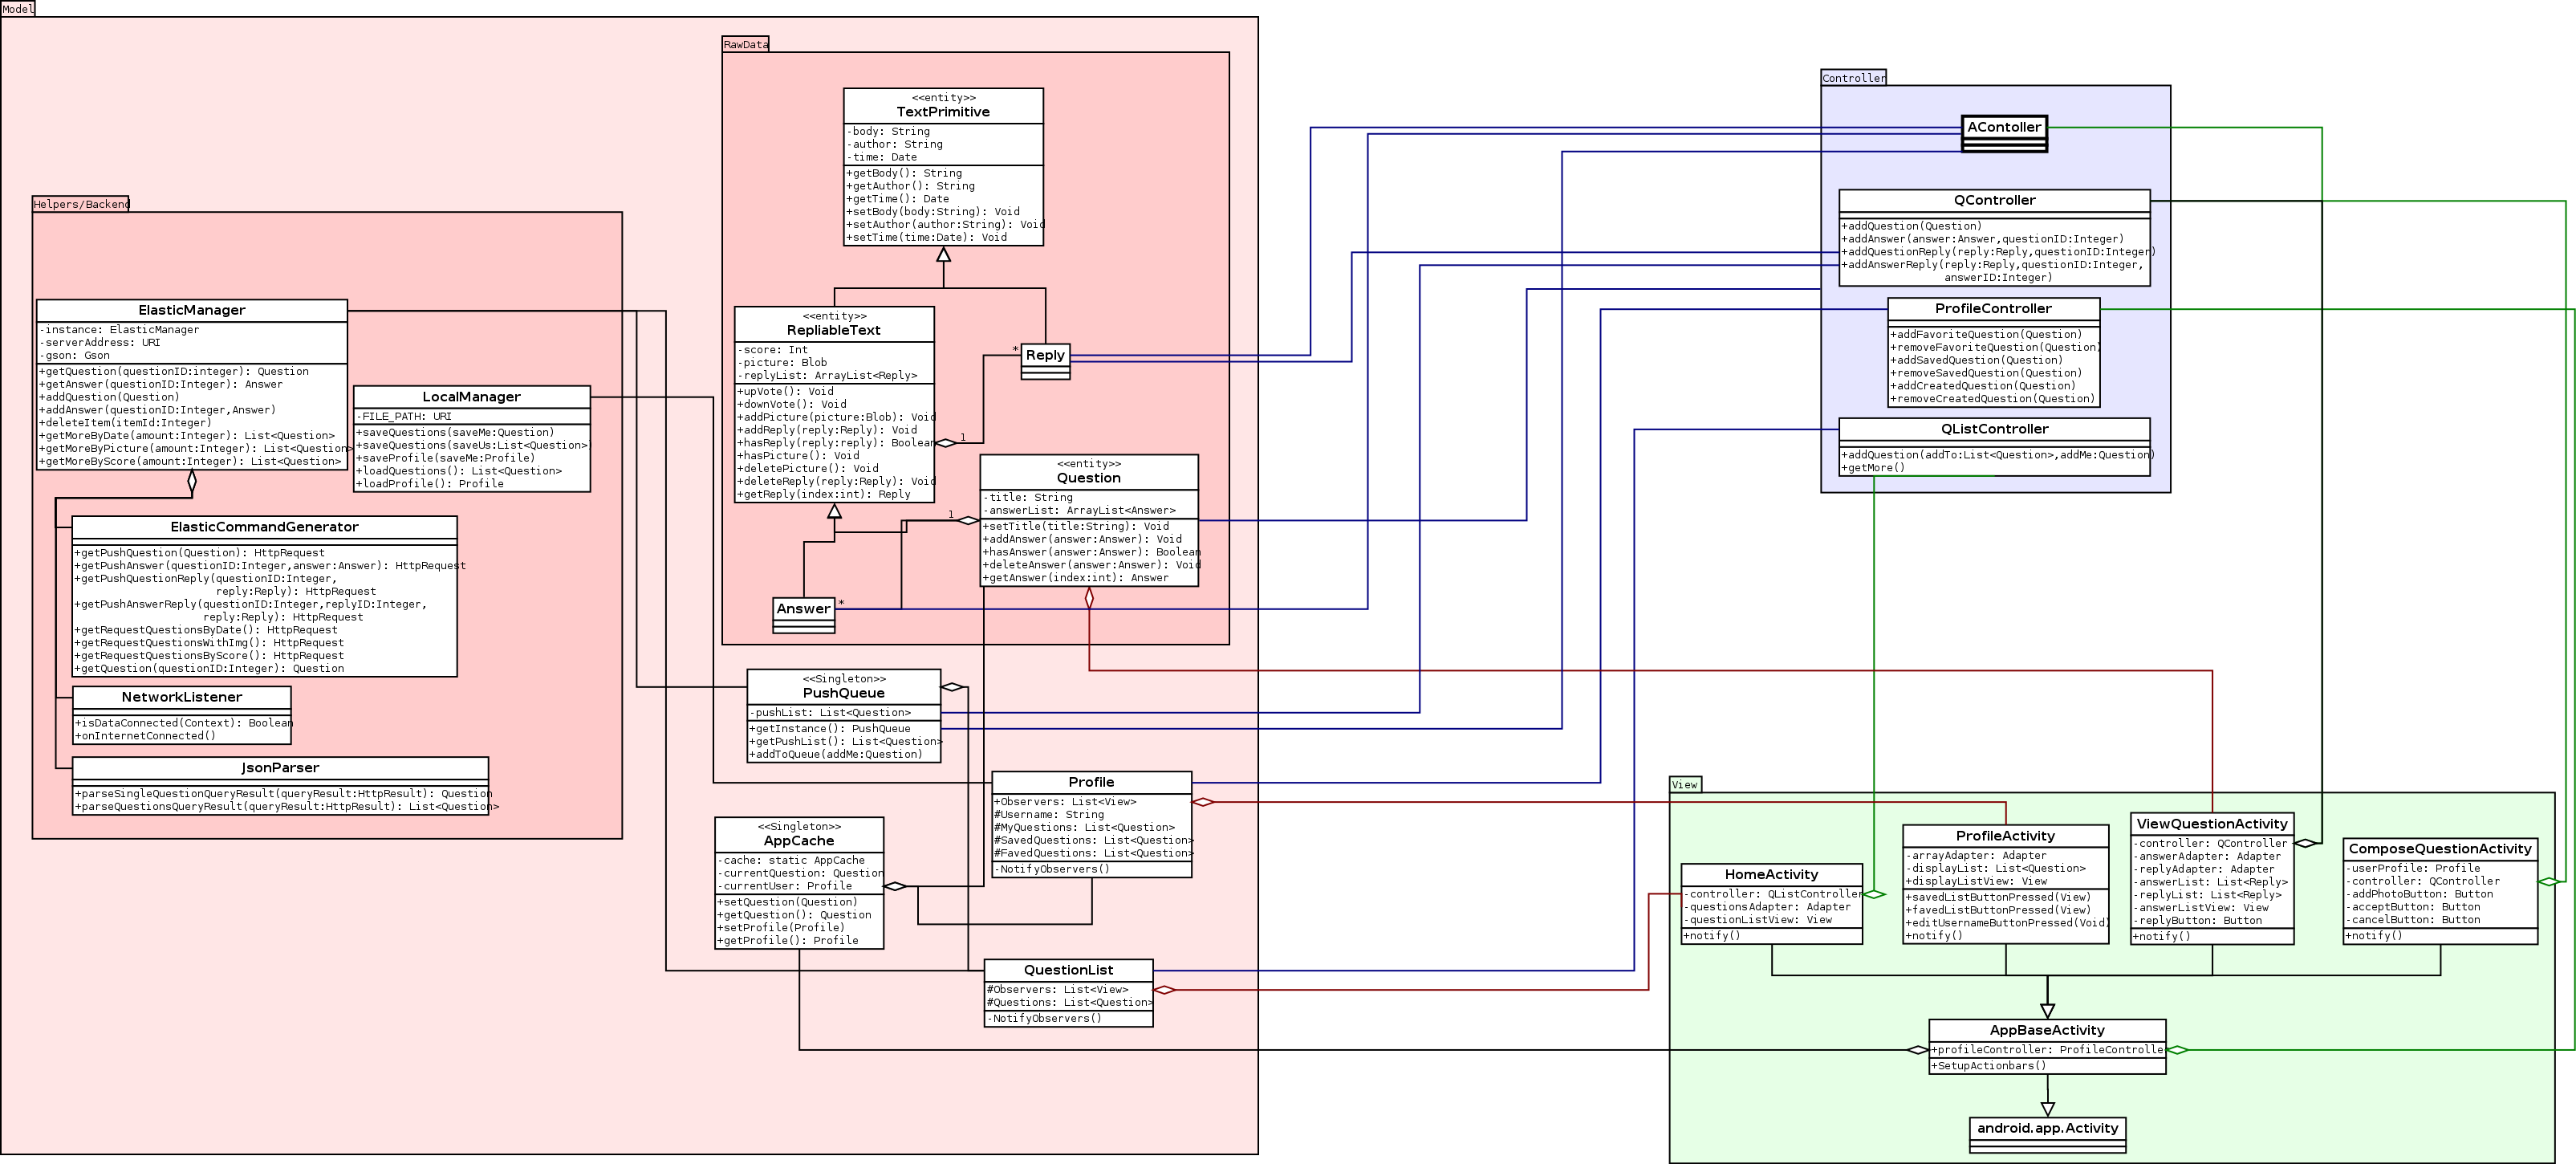 Model
RawData
<<entity>>
TextPrimitive
-body: String
-author: String
-time: Date
+getBody(): String
+getAuthor(): String
+getTime(): Date
+setBody(body:String): Void
+setAuthor(author:String): Void
+setTime(time:Date): Void
<<entity>>
RepliableText
-score: Int
-picture: Blob
-replyList: ArrayList<Reply>
+upVote(): Void
+downVote(): Void
+addPicture(picture:Blob): Void
+addReply(reply:Reply): Void
+hasReply(reply:reply): Boolean
+hasPicture(): Void
+deletePicture(): Void
+deleteReply(reply:Reply): Void
+getReply(index:int): Reply
*
Reply
1
<<entity>>
Question
-title: String
-answerList: ArrayList<Answer>
+setTitle(title:String): Void
+addAnswer(answer:Answer): Void
+hasAnswer(answer:Answer): Boolean
+deleteAnswer(answer:Answer): Void
+getAnswer(index:int): Answer
1
Answer
*
Helpers/Backend
ElasticManager
-instance: ElasticManager
-serverAddress: URI
-gson: Gson
+getQuestion(questionID:integer): Question
+getAnswer(questionID:Integer): Answer
+addQuestion(Question)
+addAnswer(questionID:Integer,Answer)
+deleteItem(itemId:Integer)
+getMoreByDate(amount:Integer): List<Question>
+getMoreByPicture(amount:Integer): List<Question>
+getMoreByScore(amount:Integer): List<Question>
LocalManager
-FILE_PATH: URI
+saveQuestions(saveMe:Question)
+saveQuestions(saveUs:List<Question>)
+saveProfile(saveMe:Profile)
+loadQuestions(): List<Question>
+loadProfile(): Profile
ElasticCommandGenerator
+getPushQuestion(Question): HttpRequest
+getPushAnswer(questionID:Integer,answer:Answer): HttpRequest
+getPushQuestionReply(questionID:Integer,
reply:Reply): HttpRequest
+getPushAnswerReply(questionID:Integer,replyID:Integer,
reply:Reply): HttpRequest
+getRequestQuestionsByDate(): HttpRequest
+getRequestQuestionsWithImg(): HttpRequest
+getRequestQuestionsByScore(): HttpRequest
+getQuestion(questionID:Integer): Question
NetworkListener
+isDataConnected(Context): Boolean
+onInternetConnected()
JsonParser
+parseSingleQuestionQueryResult(queryResult:HttpResult): Question
+parseQuestionsQueryResult(queryResult:HttpResult): List<Question>
<<Singleton>>
PushQueue
-pushList: List<Question>
+getInstance(): PushQueue
+getPushList(): List<Question>
+addToQueue(addMe:Question)
Profile
+Observers: List<View>
#Username: String
#MyQuestions: List<Question>
#SavedQuestions: List<Question>
#FavedQuestions: List<Question>
-NotifyObservers()
<<Singleton>>
AppCache
-cache: static AppCache
-currentQuestion: Question
-currentUser: Profile
+setQuestion(Question)
+getQuestion(): Question
+setProfile(Profile)
+getProfile(): Profile
QuestionList
#Observers: List<View>
#Questions: List<Question>
-NotifyObservers()
Controller
AContoller
QController
+addQuestion(Question)
+addAnswer(answer:Answer,questionID:Integer)
+addQuestionReply(reply:Reply,questionID:Integer)
+addAnswerReply(reply:Reply,questionID:Integer,
answerID:Integer)
ProfileController
+addFavoriteQuestion(Question)
+removeFavoriteQuestion(Question)
+addSavedQuestion(Question)
+removeSavedQuestion(Question)
+addCreatedQuestion(Question)
+removeCreatedQuestion(Question)
QListController
+addQuestion(addTo:List<Question>,addMe:Question)
+getMore()
View
HomeActivity
-controller: QListController
-questionsAdapter: Adapter
-questionListView: View
+notify()
ProfileActivity
-arrayAdapter: Adapter
-displayList: List<Question>
+displayListView: View
+savedListButtonPressed(View)
+favedListButtonPressed(View)
+editUsernameButtonPressed(Void)
+notify()
ViewQuestionActivity
-controller: QController
-answerAdapter: Adapter
-replyAdapter: Adapter
-answerList: List<Reply>
-replyList: List<Reply>
-answerListView: View
-replyButton: Button
+notify()
ComposeQuestionActivity
-userProfile: Profile
-controller: QController
-addPhotoButton: Button
-acceptButton: Button
-cancelButton: Button
+notify()
AppBaseActivity
+profileController: ProfileControlle
+SetupActionbars()
android.app.Activity